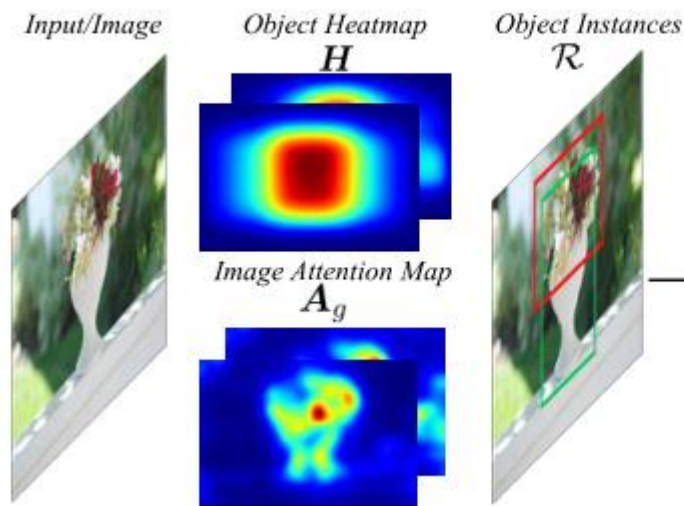 Input/Image
Object Heatmap
H
Object Instances
R
Image Attention Map
A_g